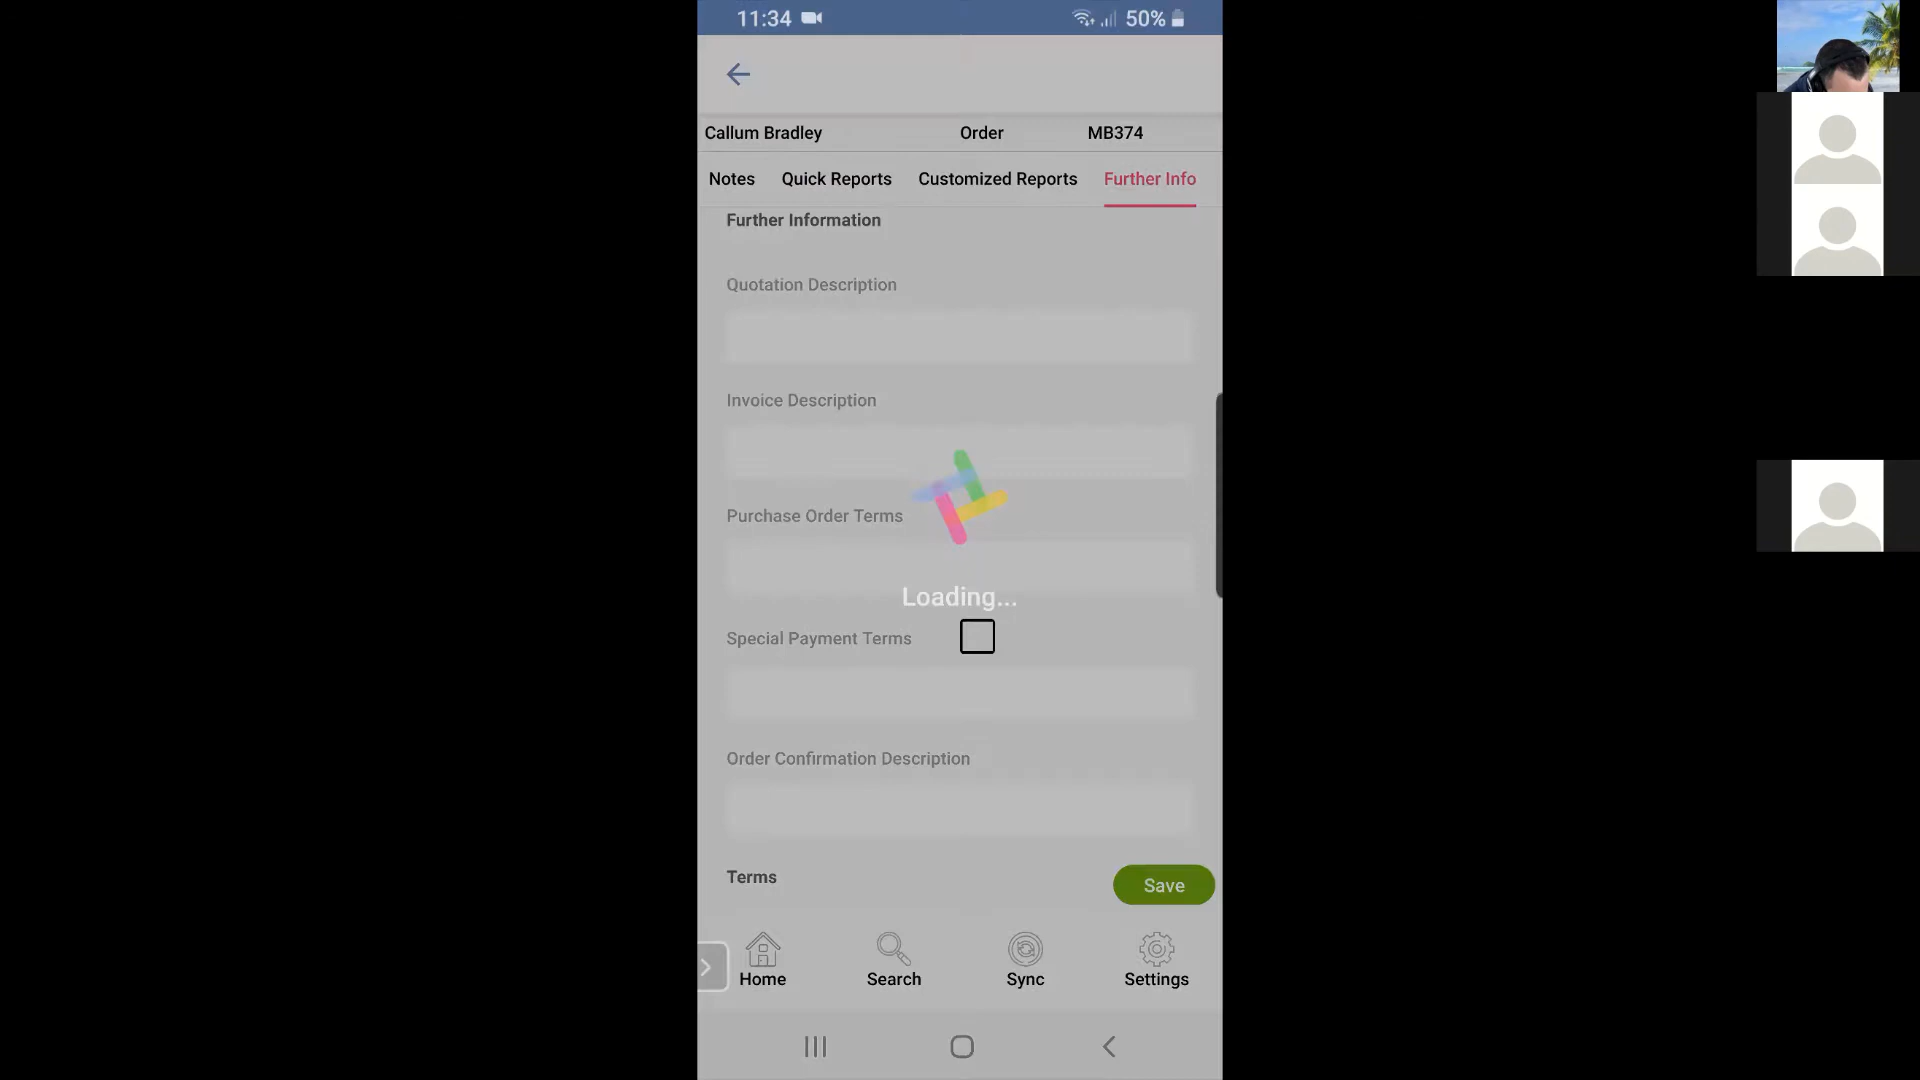 11:34 50%
Callum Bradley Order MB374
Notes Quick Reports Customized Reports Further Info
Further Information
Quotation Description
Invoice Description
Purchase Order Terms
Loading...
Special Payment Terms
Order Confirmation Description
Terms
Save
Home Search Sync Settings